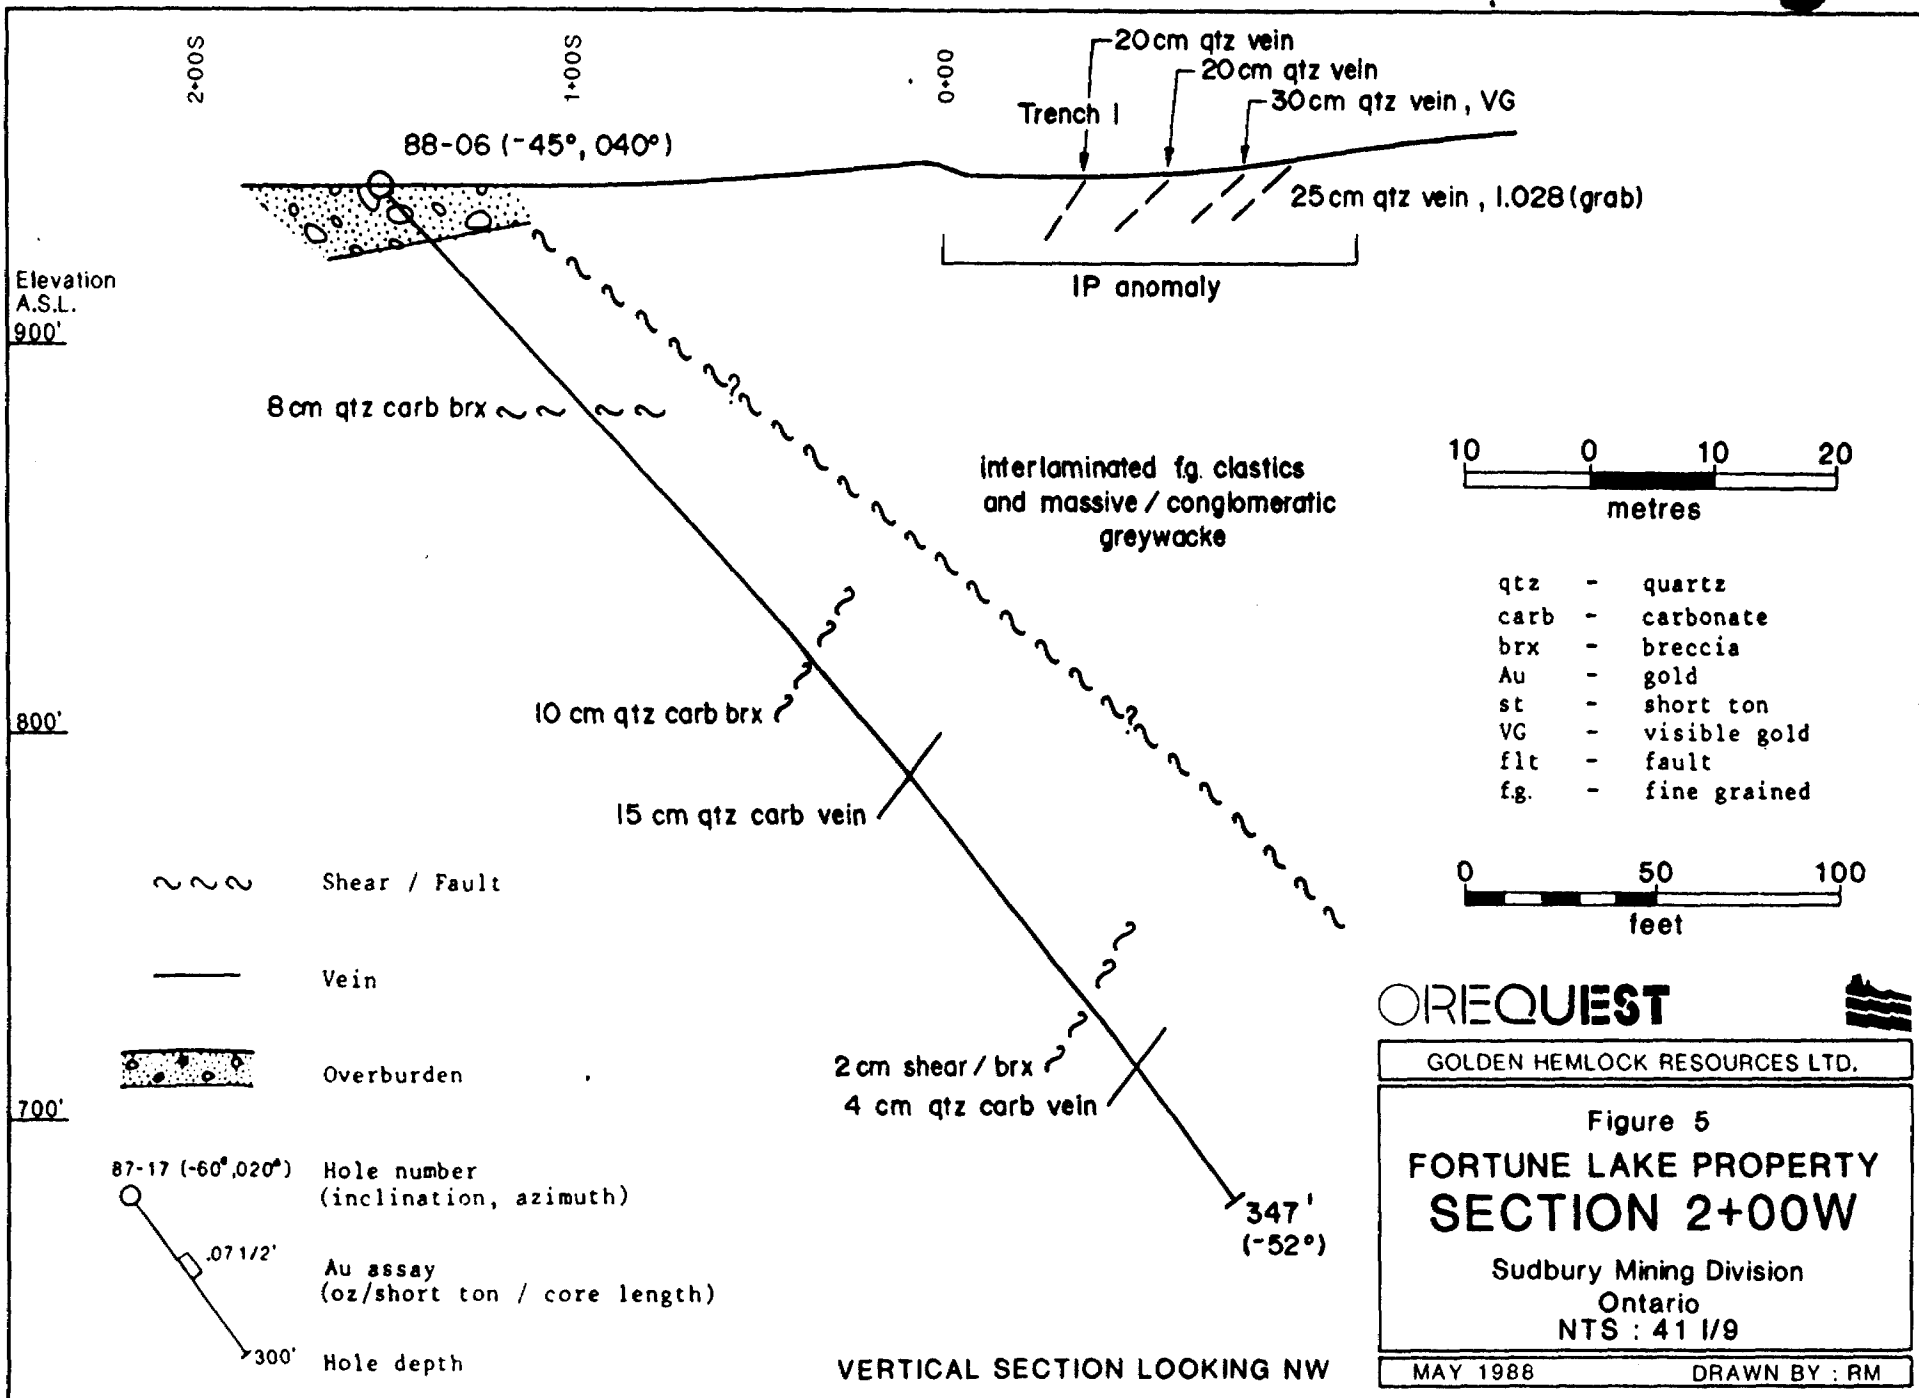 2+00S
1+00S
0+00
20cm qtz vein
20cm qtz vein
30cm qtz vein, VG
Trench 1
88-06 (-45°, 040°)
25cm qtz vein, 1.028 (grab)
IP anomaly
Elevation
A.S.L.
900'
8cm qtz carb brx
interlaminated f.g. clastics
and massive / conglomeratic
greywacke
10 0 10 20
metres
qtz - quartz
carb - carbonate
brx - breccia
Au - gold
st - short ton
VG - visible gold
flt - fault
f.g. - fine grained
?
?
10 cm qtz carb brx
800'
15 cm qtz carb vein
0 50 100
feet
Shear / Fault
Vein
Overburden
2cm shear / brx
4 cm qtz carb vein
700'
87-17 (-60°,020°)
Hole number
(inclination, azimuth)
.07 1/2'
Au assay
(oz/short ton / core length)
300'
Hole depth
347'
(-52°)
VERTICAL SECTION LOOKING NW
OREQUEST
GOLDEN HEMLOCK RESOURCES LTD.
Figure 5
FORTUNE LAKE PROPERTY
SECTION 2+00W
Sudbury Mining Division
Ontario
NTS : 41 I/9
MAY 1988 DRAWN BY : RM